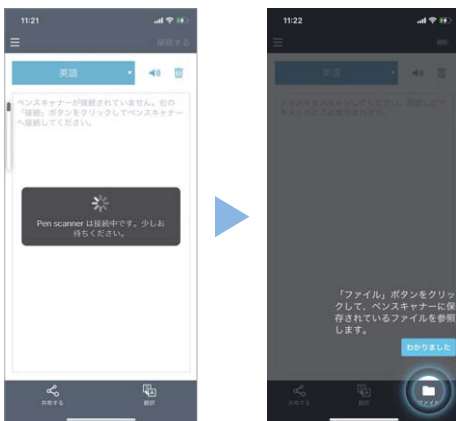 11:21
接続する
英語
ペンスキャナーが接続されていません。右の
「接続」ボタンをクリックしてペンスキャナー
へ接続してください。
Pen scanner は接続中です。少しお
待ちください。
共有する
翻訳
11:22
英語
「ファイル」ボタンをクリッ
クして、ペンスキャナーに保
存されているファイルを参照
します。
わかりました
共有する
翻訳
ファイル